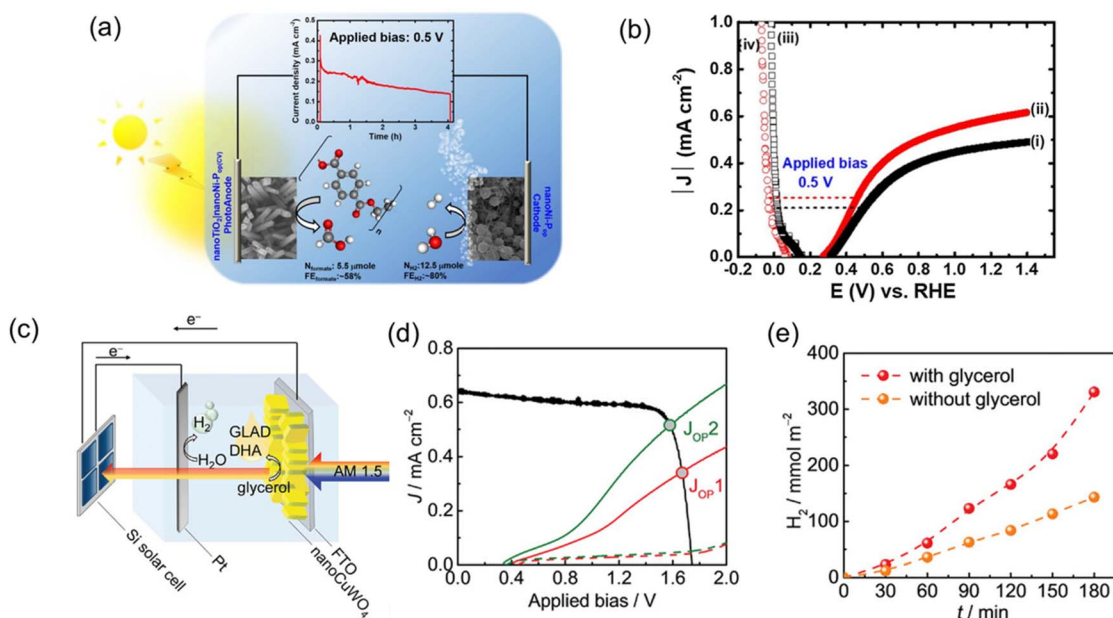 (a)
Applied bias: 0.5 V
Current density (mA cm⁻²)
0.5
0.4
0.3
0.2
0.1
0.0
0 1 2 3 4
Time (h)
nanoTiO₂|nanoNi-P_op(CV)
PhotoAnode
nanoNi-P_op
Cathode
n
N_formate: 5.5 μmole
FE_formate:~58%
N_H2:12.5 μmole
FE_H2:~80%
(b)
|J| (mA cm⁻²)
1.0
0.8
0.6
0.4
0.2
0.0
(iv)
(iii)
(ii)
(i)
Applied bias
0.5 V
-0.2 0.0 0.2 0.4 0.6 0.8 1.0 1.2 1.4
E (V) vs. RHE
(c)
e⁻
e⁻
H₂
H₂O
GLAD
DHA
glycerol
AM 1.5
Si solar cell
Pt
FTO
nanoCuWO₄
(d)
J / mA cm⁻²
0.8
0.6
0.4
0.2
0.0
J_OP2
J_OP1
0.0 0.4 0.8 1.2 1.6 2.0
Applied bias / V
(e)
H₂ / mmol m⁻²
400
300
200
100
0
with glycerol
without glycerol
0 30 60 90 120 150 180
t / min